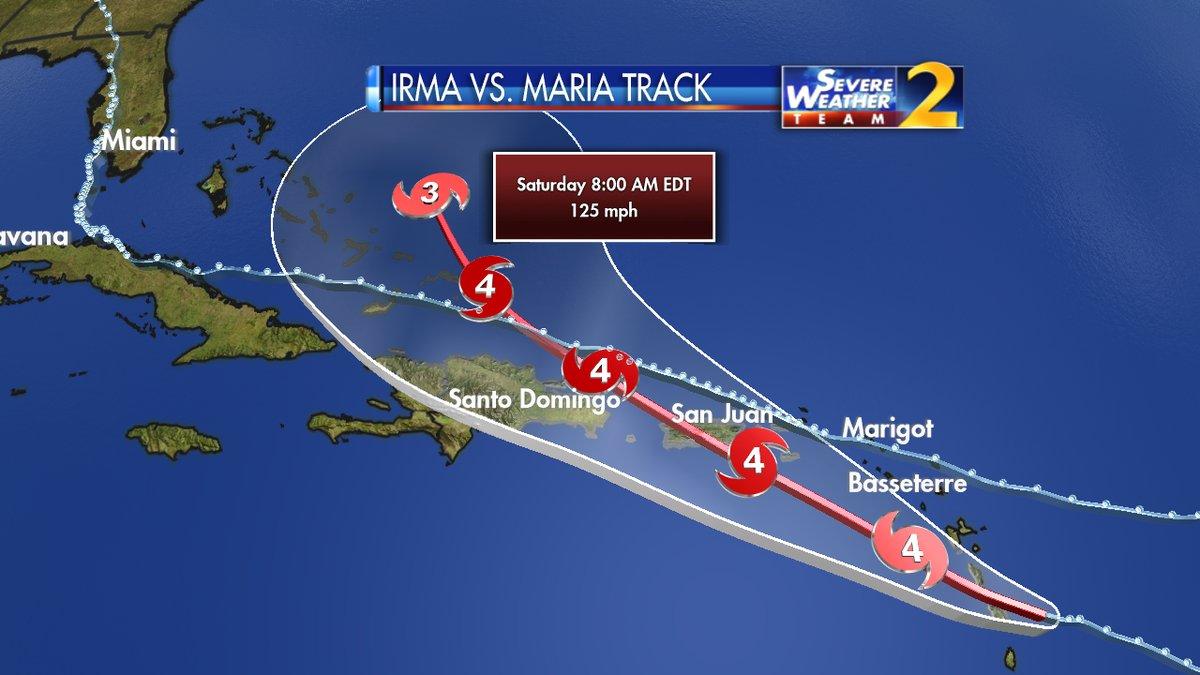 IRMA VS. MARIA TRACK
SEVERE
WEATHER
TEAM
2
Miami
3
Saturday 8:00 AM EDT
125 mph
avana
4
4
Santo Domingo
San Juan
Marigot
4
Basseterre
4